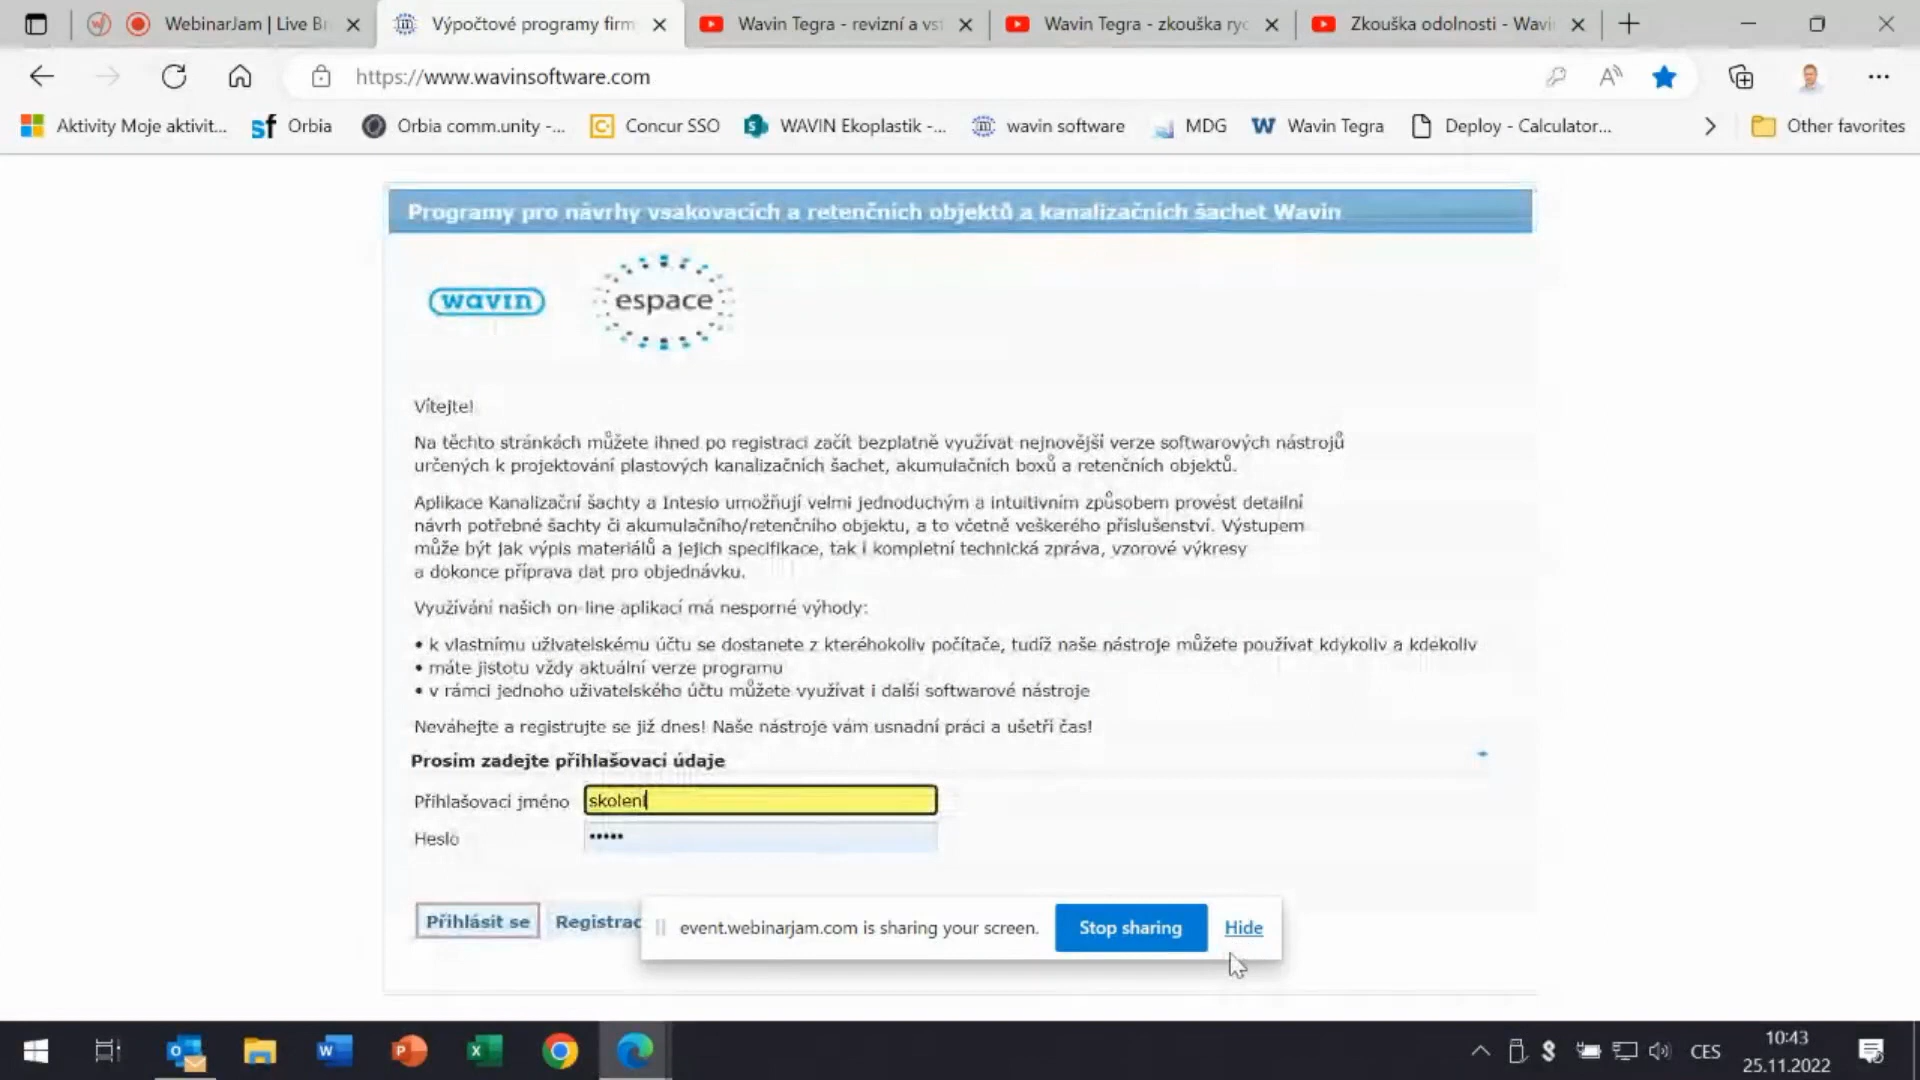 WebinarJam | Live Br
Výpočtové programy firm
Wavin Tegra - revizní a vst
Wavin Tegra - zkouška ryc
Zkouška odolnosti - Wavi
https://www.wavinsoftware.com
Aktivity Moje aktivit...
sf Orbia
Orbia comm.unity -...
Concur SSO
WAVIN Ekoplastik -...
wavin software
MDG
W Wavin Tegra
Deploy - Calculator...
Other favorites
Programy pro návrhy vsakovacích a retenčních objektů a kanalizačních šachet Wavin
wavin
espace
Vítejte!
Na těchto stránkách můžete ihned po registraci začít bezplatně využívat nejnovější verze softwarových nástrojů
určených k projektování plastových kanalizačních šachet, akumulačních boxů a retenčních objektů.
Aplikace Kanalizační šachty a Intesio umožňují velmi jednoduchým a intuitivním způsobem provést detailní
návrh potřebné šachty či akumulačního/retenčního objektu, a to včetně veškerého příslušenství. Výstupem
může být jak výpis materiálů a jejich specifikace, tak i kompletní technická zpráva, vzorové výkresy
a dokonce příprava dat pro objednávku.
Využívání našich on-line aplikací má nesporné výhody:
• k vlastnímu uživatelskému účtu se dostanete z kteréhokoliv počítače, tudíž naše nástroje můžete používat kdykoliv a kdekoliv
• máte jistotu vždy aktuální verze programu
• v rámci jednoho uživatelského účtu můžete využívat i další softwarové nástroje
Neváhejte a registrujte se již dnes! Naše nástroje vám usnadní práci a ušetří čas!
Prosím zadejte přihlašovací údaje
Přihlašovací jméno skoleni
Heslo •••••
Přihlásit se Registrac
event.webinarjam.com is sharing your screen. Stop sharing Hide
CES
10:43
25.11.2022